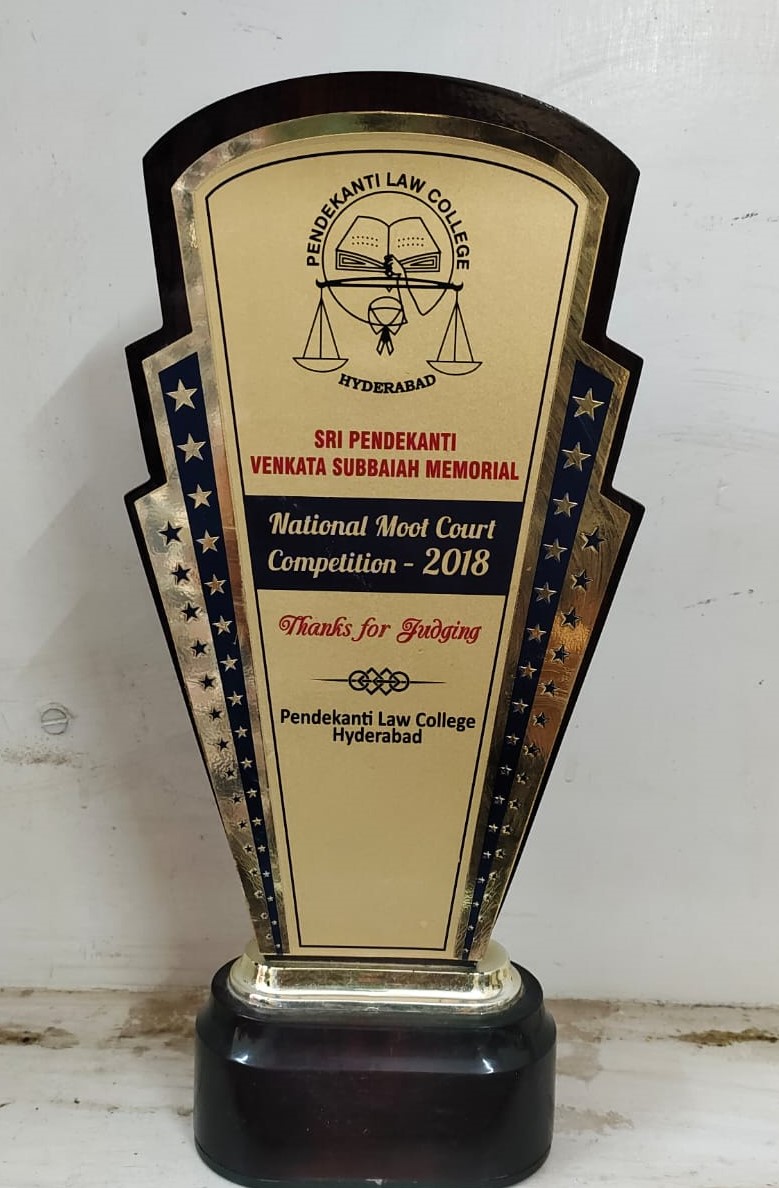 PENDEKANTI LAW COLLEGE
HYDERABAD
SRI PENDEKANTI
VENKATA SUBBAIAH MEMORIAL
National Moot Court
Competition - 2018
Thanks for Judging
Pendekanti Law College
Hyderabad